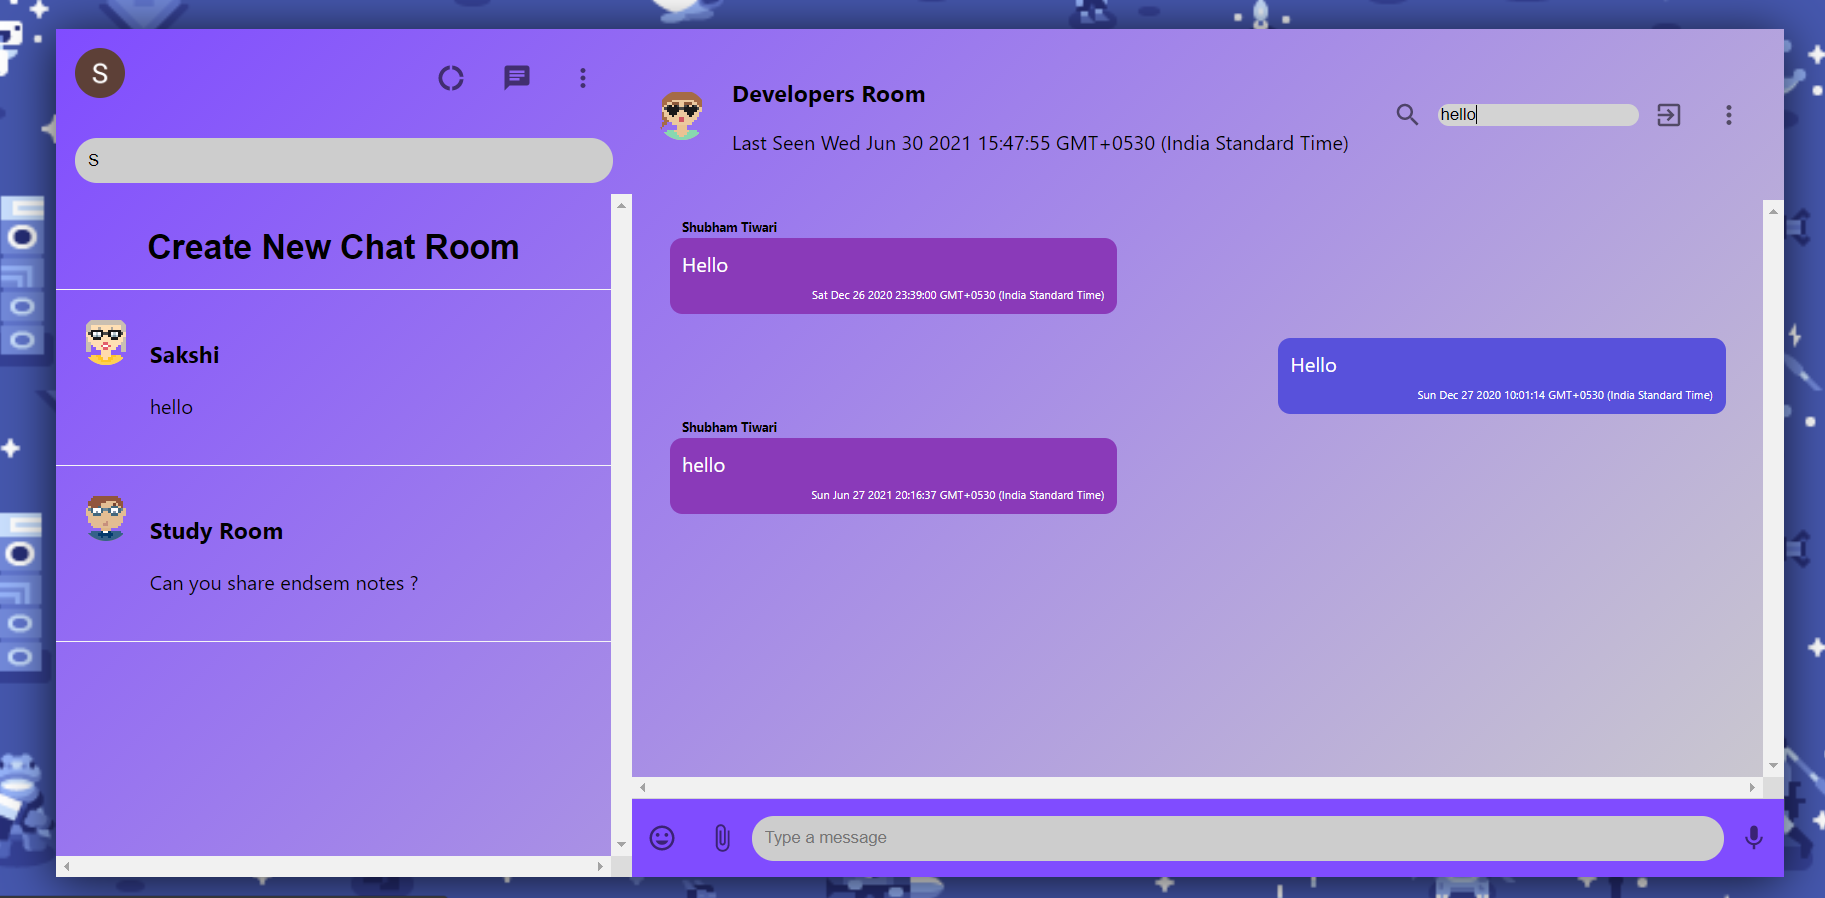 S
S
Create New Chat Room
Sakshi
hello
Study Room
Can you share endsem notes ?
Developers Room
Last Seen Wed Jun 30 2021 15:47:55 GMT+0530 (India Standard Time)
hello
Shubham Tiwari
Hello
Sat Dec 26 2020 23:39:00 GMT+0530 (India Standard Time)
Hello
Sun Dec 27 2020 10:01:14 GMT+0530 (India Standard Time)
Shubham Tiwari
hello
Sun Jun 27 2021 20:16:37 GMT+0530 (India Standard Time)
Type a message